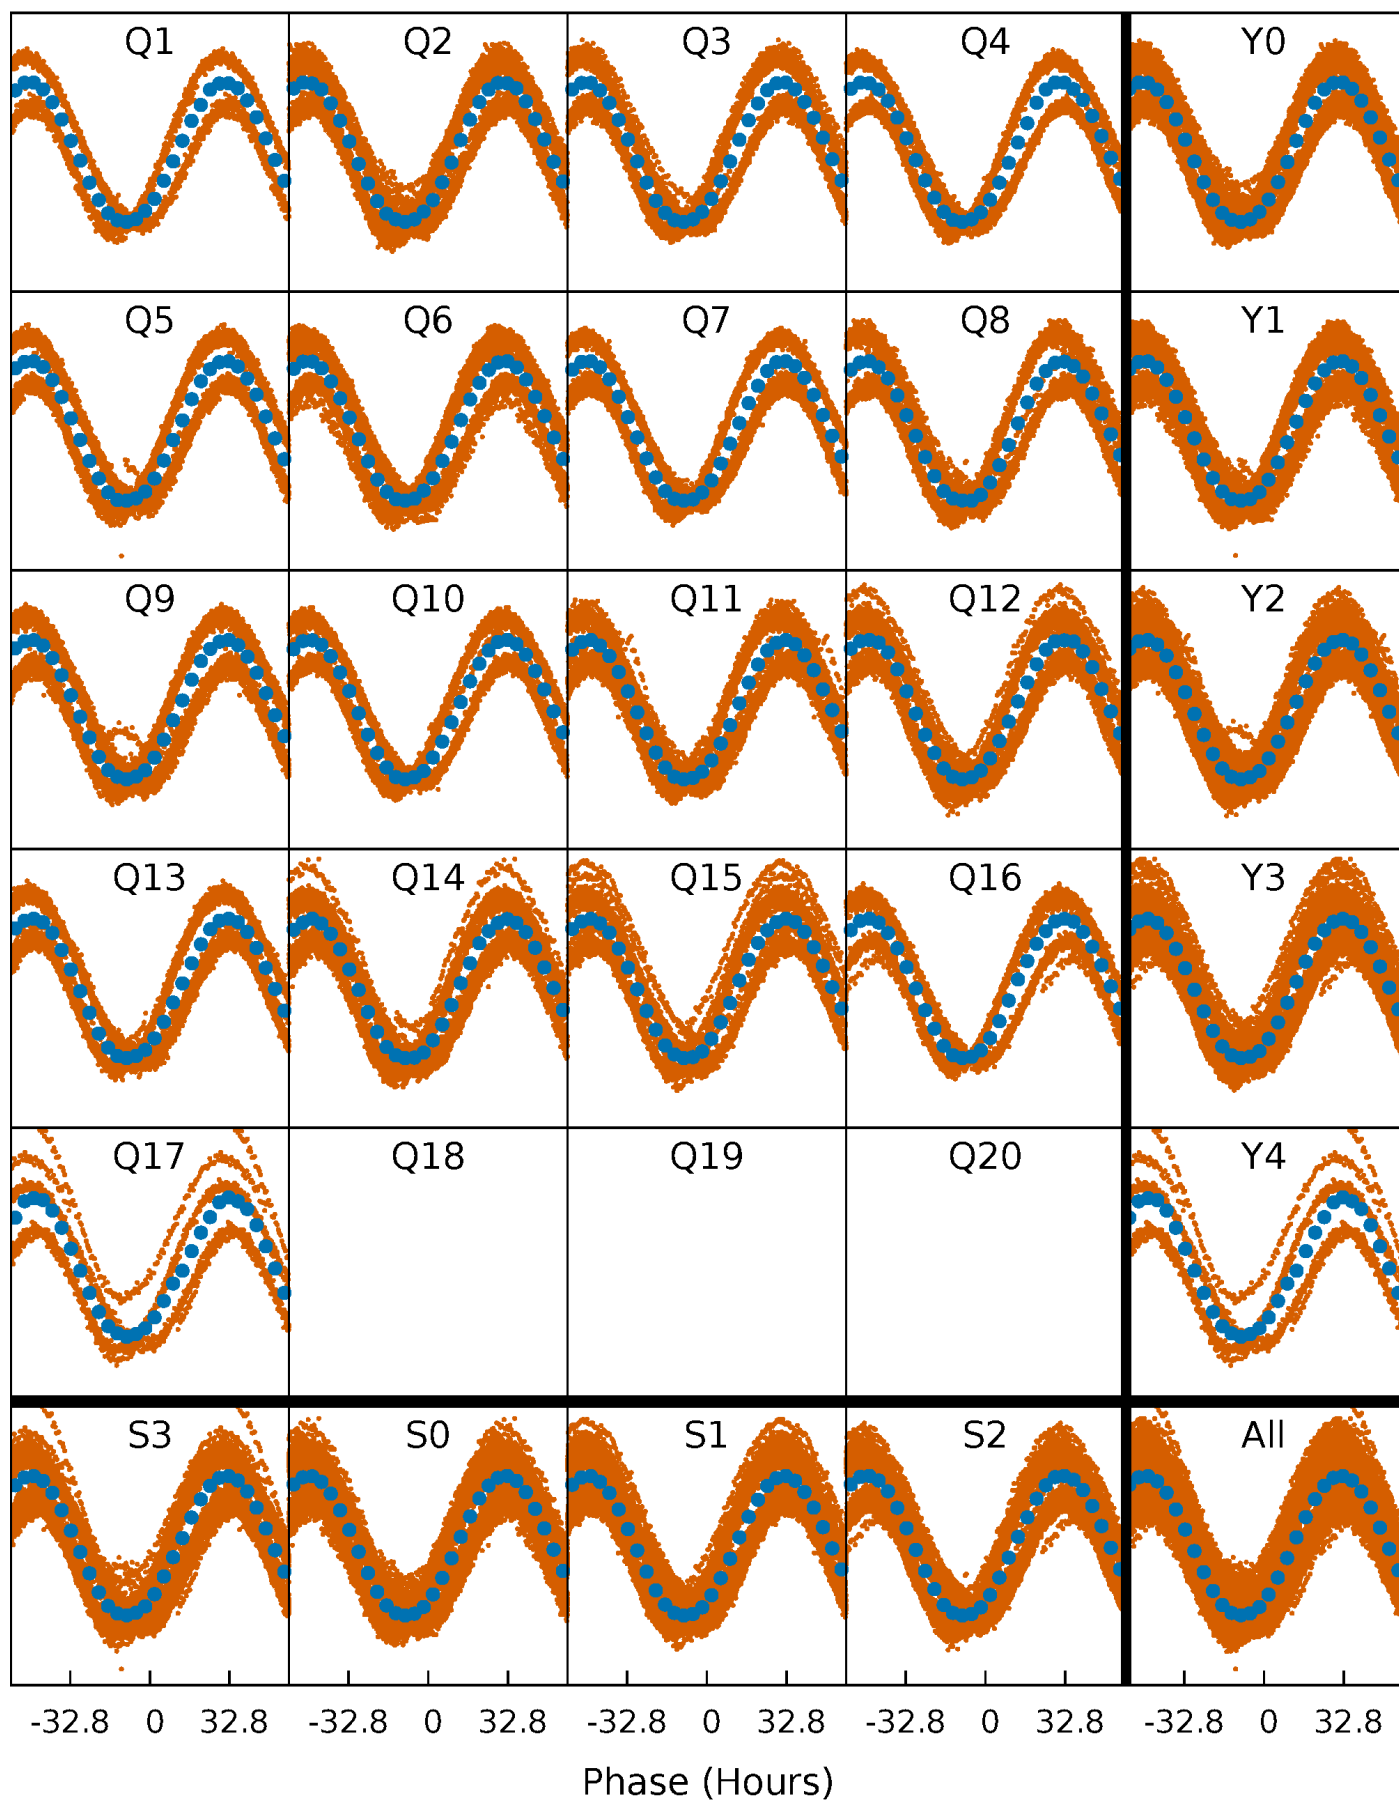 Q1 Q2 Q3 Q4 Y0
Q5 Q6 Q7 Q8 Y1
Q9 Q10 Q11 Q12 Y2
Q13 Q14 Q15 Q16 Y3
Q17 Q18 Q19 Q20 Y4
S3 S0 S1 S2 All
-32.8 0 32.8 -32.8 0 32.8 -32.8 0 32.8 -32.8 0 32.8 -32.8 0 32.8
Phase (Hours)